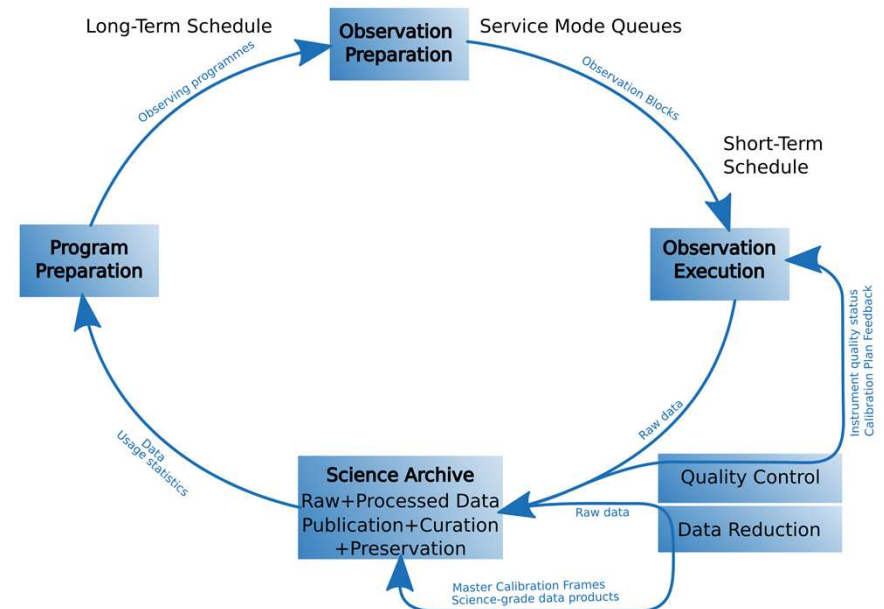 Long-Term Schedule
Observation
Preparation
Service Mode Queues
Observing programmes
Observation Blocks
Short-Term
Schedule
Program
Preparation
Observation
Execution
Instrument quality status
Calibration Plan Feedback
Raw data
Data
Usage statistics
Science Archive
Raw+Processed Data
Publication+Curation
+Preservation
Quality Control
Raw data
Data Reduction
Master Calibration Frames
Science-grade data products